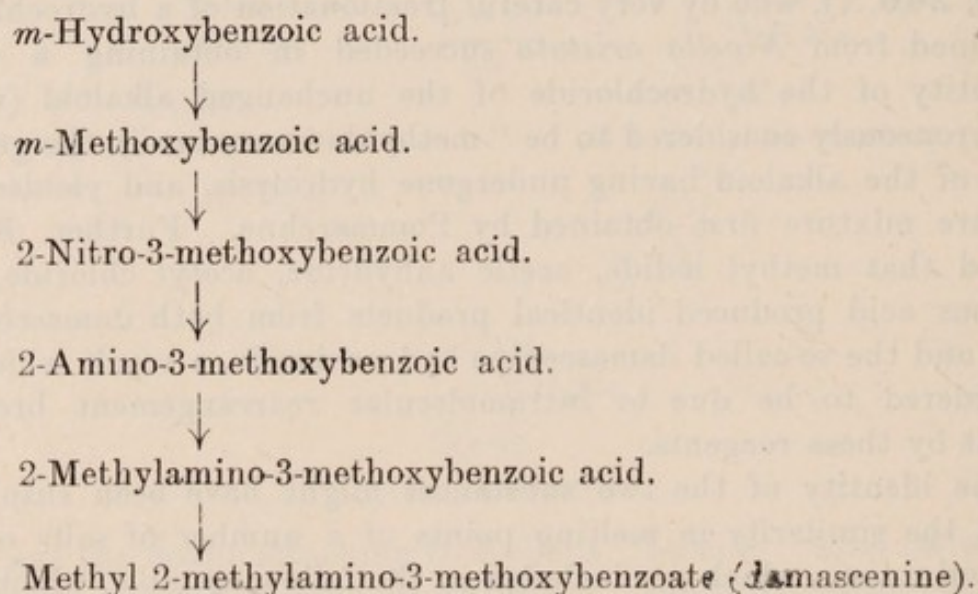 m-Hydroxybenzoic acid.
m-Methoxybenzoic acid.
2-Nitro-3-methoxybenzoic acid.
2-Amino-3-methoxybenzoic acid.
2-Methylamino-3-methoxybenzoic acid.
Methyl 2-methylamino-3-methoxybenzoate (damascenine).